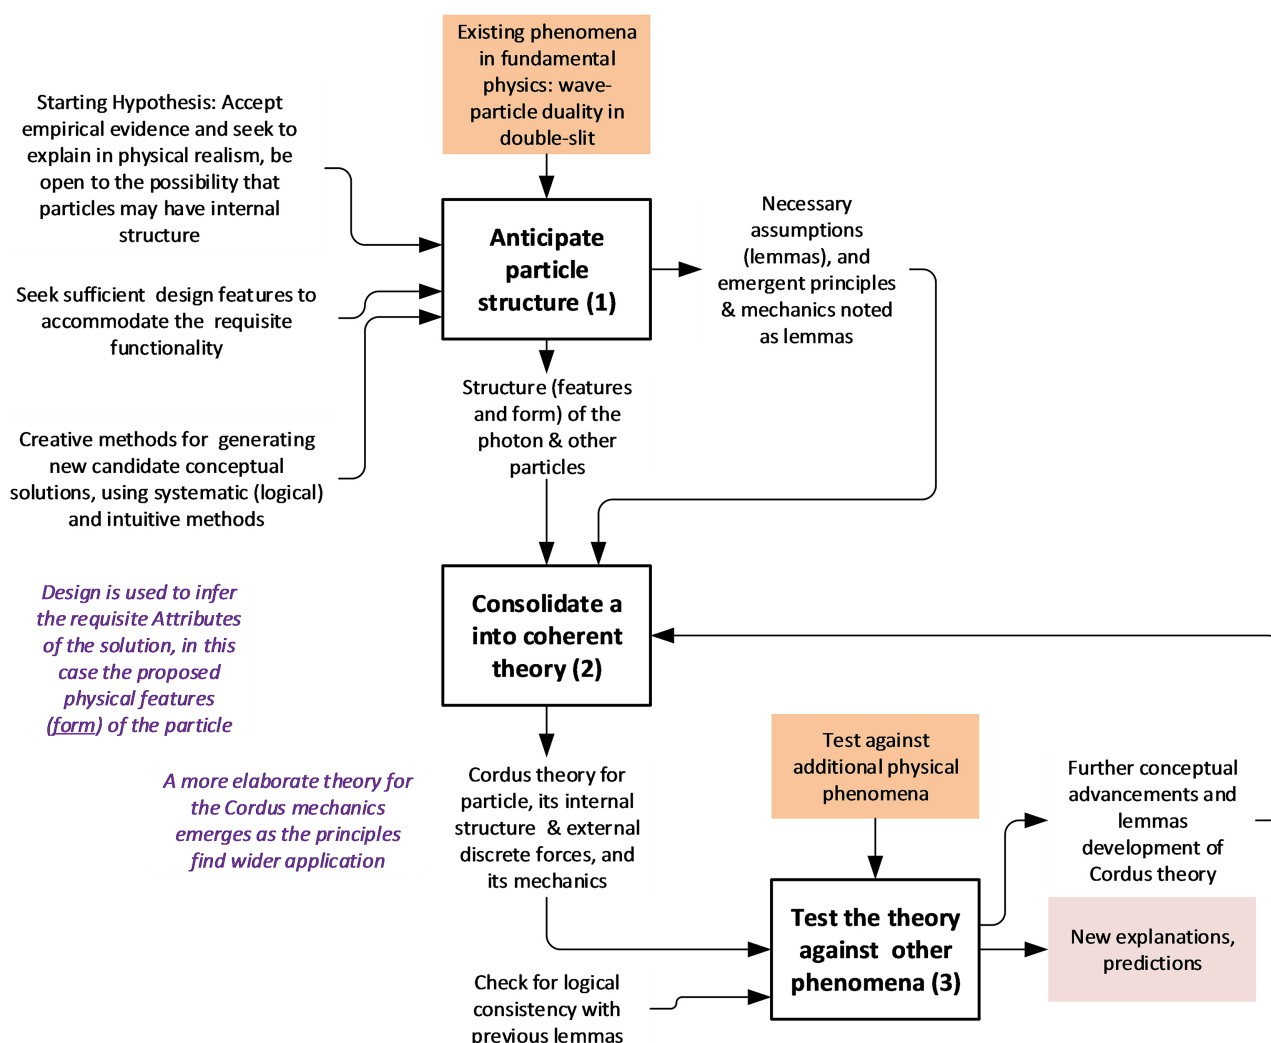 Existing phenomena
in fundamental
physics: wave-
particle duality in
double-slit
Starting Hypothesis: Accept
empirical evidence and seek to
explain in physical realism, be
open to the possibility that
particles may have internal
structure
Anticipate
particle
structure (1)
Necessary
assumptions
(lemmas), and
emergent principles
& mechanics noted
as lemmas
Seek sufficient design features to
accommodate the requisite
functionality
Structure (features
and form) of the
photon & other
particles
Creative methods for generating
new candidate conceptual
solutions, using systematic (logical)
and intuitive methods
Design is used to infer
the requisite Attributes
of the solution, in this
case the proposed
physical features
(form) of the particle
Consolidate a
into coherent
theory (2)
A more elaborate theory for
the Cordus mechanics
emerges as the principles
find wider application
Cordus theory for
particle, its internal
structure & external
discrete forces, and
its mechanics
Test against
additional physical
phenomena
Further conceptual
advancements and
lemmas
development of
Cordus theory
Test the theory
against other
phenomena (3)
New explanations,
predictions
Check for logical
consistency with
previous lemmas